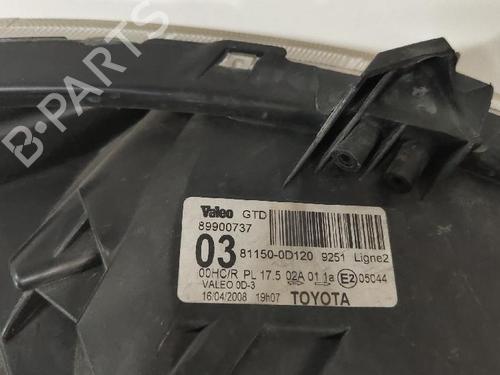 B-PARTS
Valeo GTD
89900737
03 81150-0D120 9251 Ligne2
00HC/R PL 17.5 02A 01 1a E2 05044
VALEO 0D-3
16/04/2008 19h07 TOYOTA